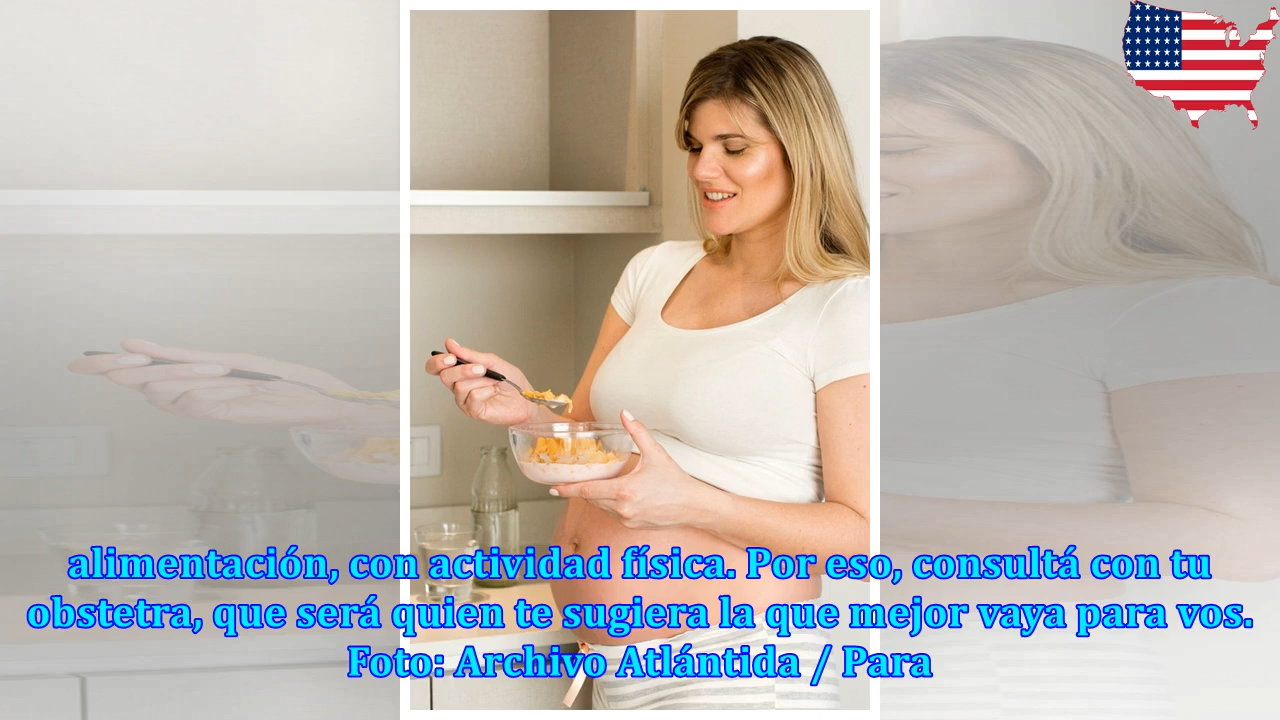 alimentación, con actividad física. Por eso, consultá con tu
obstetra, que será quien te sugiera la que mejor vaya para vos.
Foto: Archivo Atlántida / Para